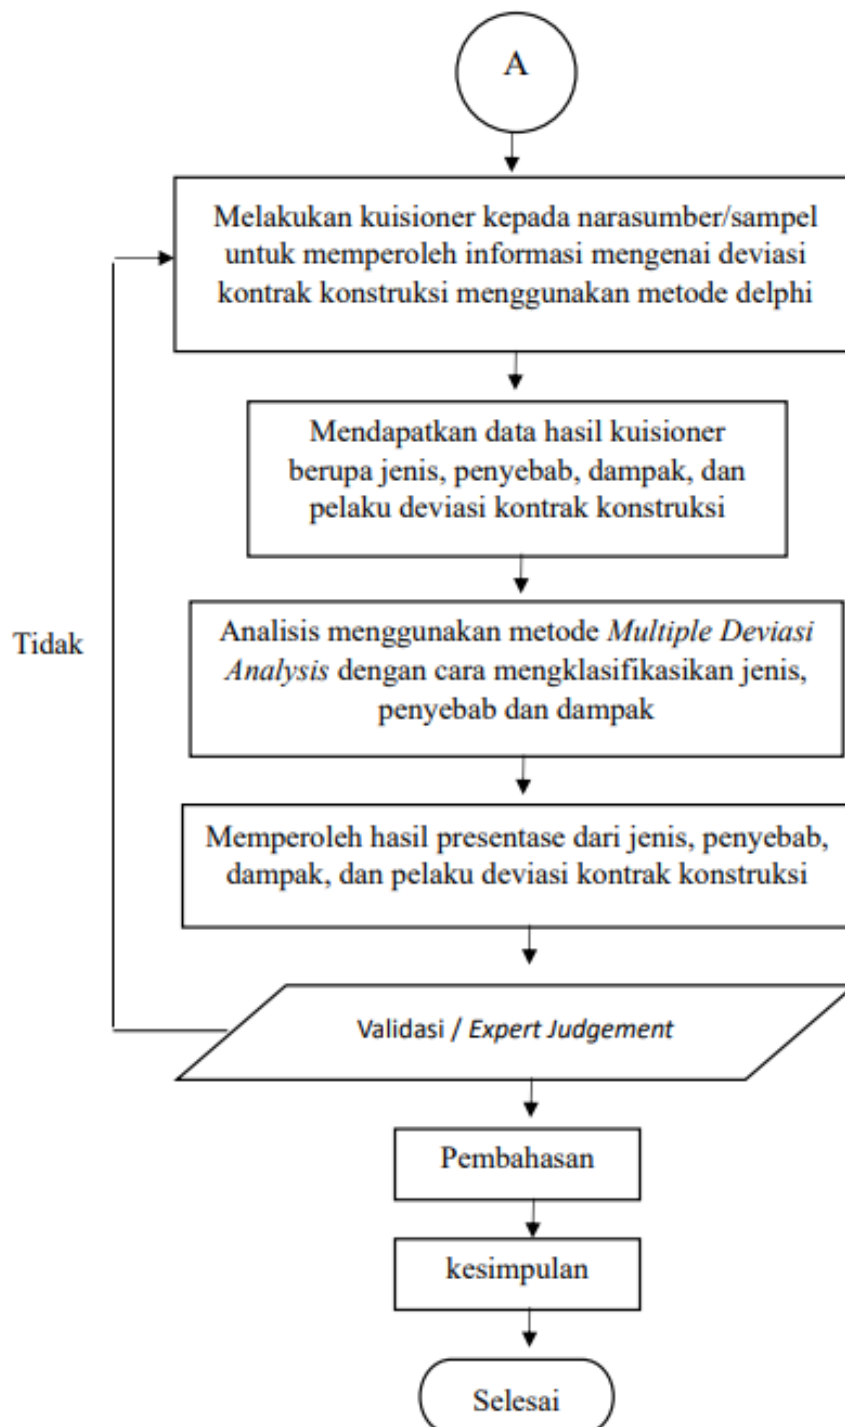 A
Melakukan kuisioner kepada narasumber/sampel
untuk memperoleh informasi mengenai deviasi
kontrak konstruksi menggunakan metode delphi
Mendapatkan data hasil kuisioner
berupa jenis, penyebab, dampak, dan
pelaku deviasi kontrak konstruksi
Tidak
Analisis menggunakan metode Multiple Deviasi
Analysis dengan cara mengklasifikasikan jenis,
penyebab dan dampak
Memperoleh hasil presentase dari jenis, penyebab,
dampak, dan pelaku deviasi kontrak konstruksi
Validasi / Expert Judgement
Pembahasan
kesimpulan
Selesai